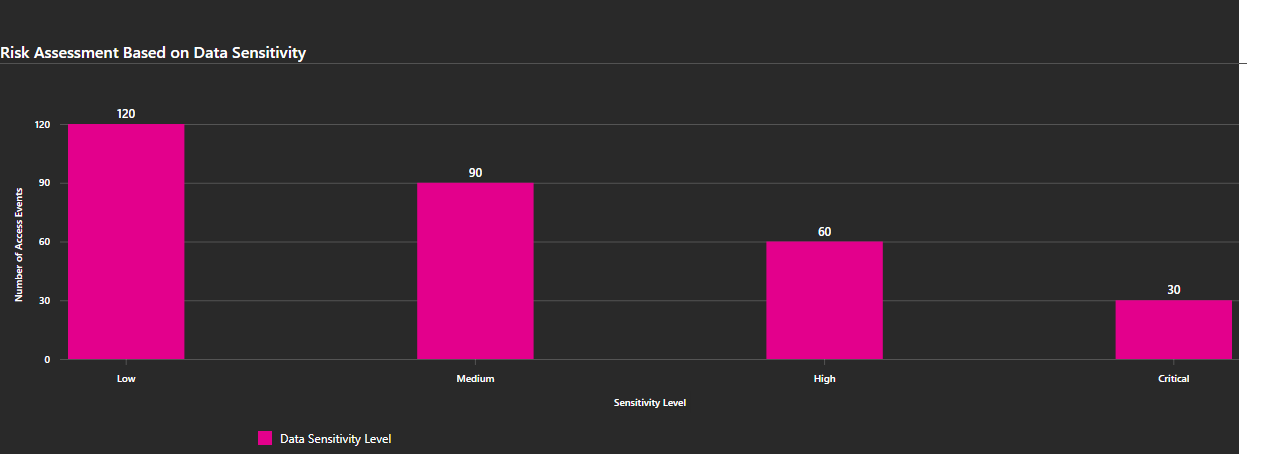 Risk Assessment Based on Data Sensitivity
120
90
60
30
120
90
60
30
0
Number of Access Events
Low
Medium
High
Critical
Sensitivity Level
Data Sensitivity Level